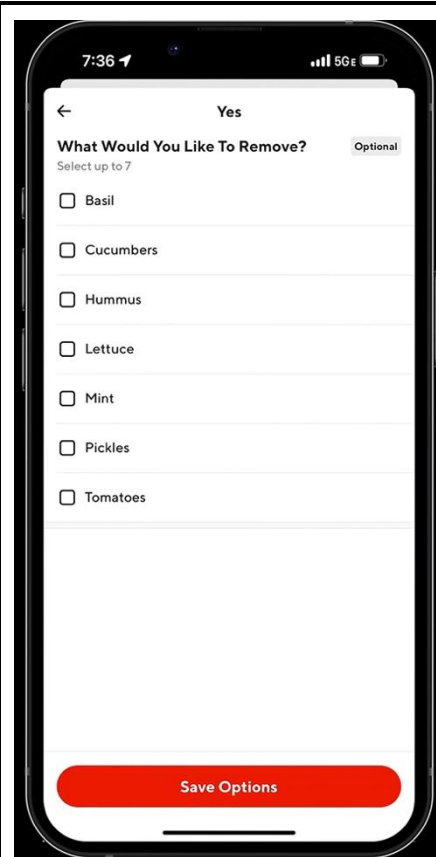 7:36
5GE
Yes
What Would You Like To Remove?
Optional
Select up to 7
Basil
Cucumbers
Hummus
Lettuce
Mint
Pickles
Tomatoes
Save Options